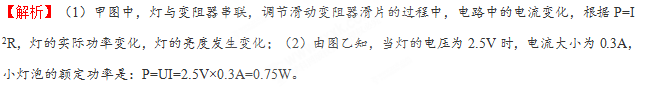 【解析】（1）甲图中，灯与变阻器串联，调节滑动变阻器滑片的过程中，电路中的电流变化，根据 P=I
²R，灯的实际功率变化，灯的亮度发生变化；（2）由图乙知，当灯的电压为 2.5V 时，电流大小为 0.3A，
小灯泡的额定功率是：P=UI=2.5V×0.3A=0.75W。